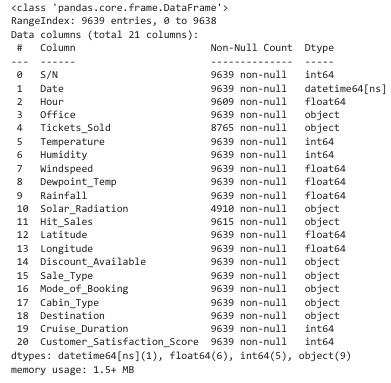 <class 'pandas.core.frame.DataFrame'>
RangeIndex: 9639 entries, 0 to 9638
Data columns (total 21 columns):
 #   Column                       Non-Null Count  Dtype
---  ------                       --------------  -----
 0   S/N                          9639 non-null   int64
 1   Date                         9639 non-null   datetime64[ns]
 2   Hour                         9609 non-null   float64
 3   Office                       9639 non-null   object
 4   Tickets_Sold                 8765 non-null   object
 5   Temperature                  9639 non-null   int64
 6   Humidity                     9639 non-null   int64
 7   Windspeed                    9639 non-null   float64
 8   Dewpoint_Temp                9639 non-null   float64
 9   Rainfall                     9639 non-null   float64
 10  Solar_Radiation              4910 non-null   object
 11  Hit_Sales                    9615 non-null   object
 12  Latitude                     9639 non-null   float64
 13  Longitude                    9639 non-null   float64
 14  Discount_Available           9639 non-null   object
 15  Sale_Type                    9639 non-null   object
 16  Mode_of_Booking              9639 non-null   object
 17  Cabin_Type                   9639 non-null   object
 18  Destination                  9639 non-null   object
 19  Cruise_Duration              9639 non-null   int64
 20  Customer_Satisfaction_Score  9639 non-null   int64
dtypes: datetime64[ns](1), float64(6), int64(5), object(9)
memory usage: 1.5+ MB